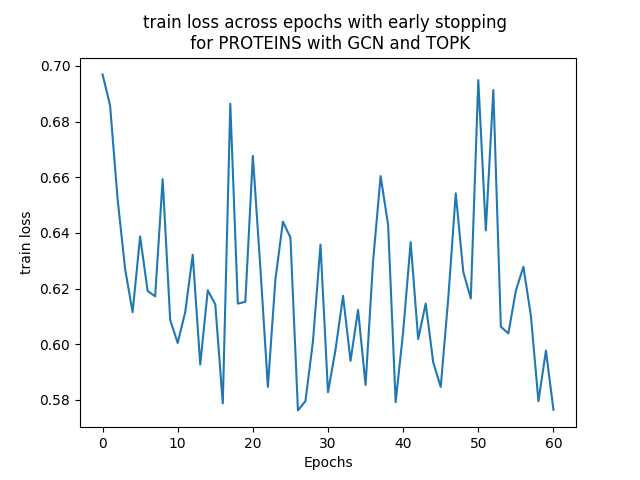 train loss across epochs with early stopping
for PROTEINS with GCN and TOPK
0.70
0.68
0.66
0.64
0.62
0.60
0.58
train loss
0 10 20 30 40 50 60
Epochs